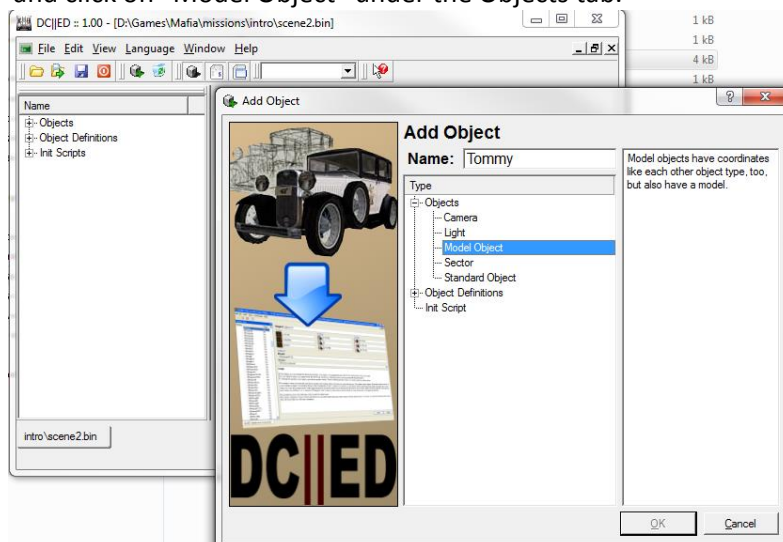 and click on "Model Object" under the Objects tab.
DC||ED :: 1.00 - [D:\Games\Mafia\missions\intro\scene2.bin]
1 kB
File Edit View Language Window Help
1 kB
4 kB
1 kB
Add Object
Name
Objects
Object Definitions
Init Scripts
Add Object
Name: Tommy
Type
Objects
Camera
Light
Model Object
Sector
Standard Object
Object Definitions
Init Script
Model objects have coordinates
like each other object type, too,
but also have a model.
intro\scene2.bin
DC||ED
OK
Cancel